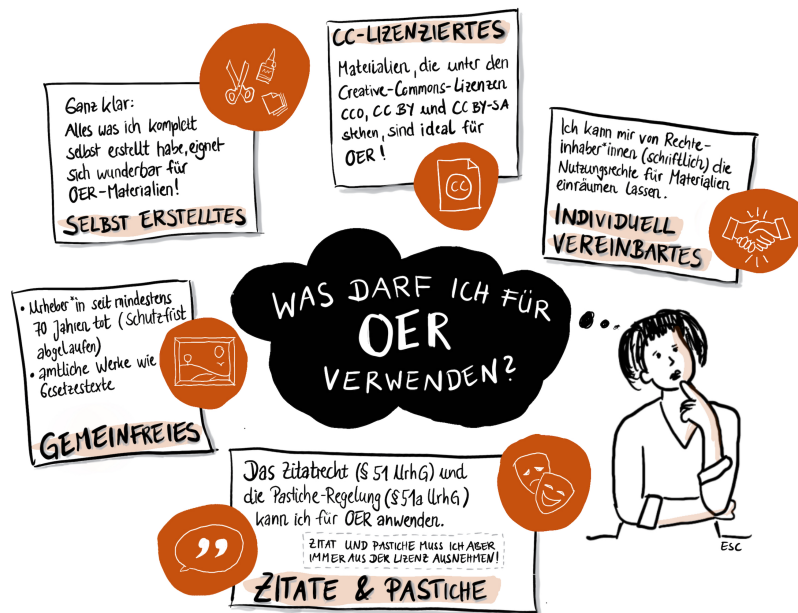 WAS DARF ICH FÜR
OER
VERWENDEN?
Ganz klar:
Alles was ich komplett
selbst erstellt habe, eignet
sich wunderbar für
OER-Materialien!
SELBST ERSTELLTES
CC-LIZENZIERTES
Materialien, die unter den
Creative-Commons-Lizenzen
CC0, CC BY und CC BY-SA
stehen, sind ideal für
OER!
CC
Ich kann mir von Rechte-
inhaber*innen (schriftlich) die
Nutzungsrechte für Materialien
einräumen lassen.
INDIVIDUELL
VEREINBARTES
• Urheber*in seit mindestens
70 Jahren tot (Schutzfrist
abgelaufen)
• amtliche Werke wie
Gesetzestexte
GEMEINFREIES
Das Zitatrecht (§ 51 UrhG) und
die Pastiche-Regelung (§ 51a UrhG)
kann ich für OER anwenden.
ZITAT UND PASTICHE MUSS ICH ABER
IMMER AUS DER LIZENZ AUSNEHMEN!
ZITATE & PASTICHE
ESC